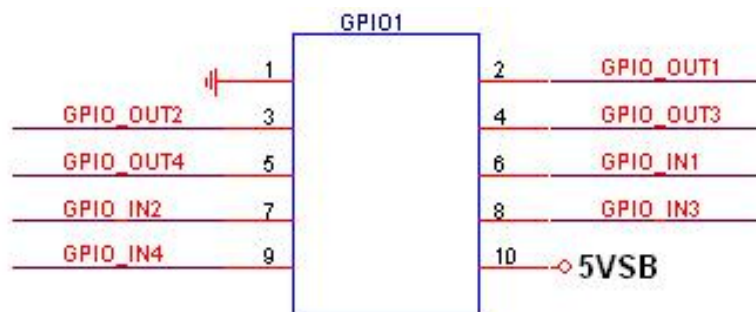 GPIO1
1 2 GPIO_OUT1
GPIO_OUT2 3 4 GPIO_OUT3
GPIO_OUT4 5 6 GPIO_IN1
GPIO_IN2 7 8 GPIO_IN3
GPIO_IN4 9 10 5VSB